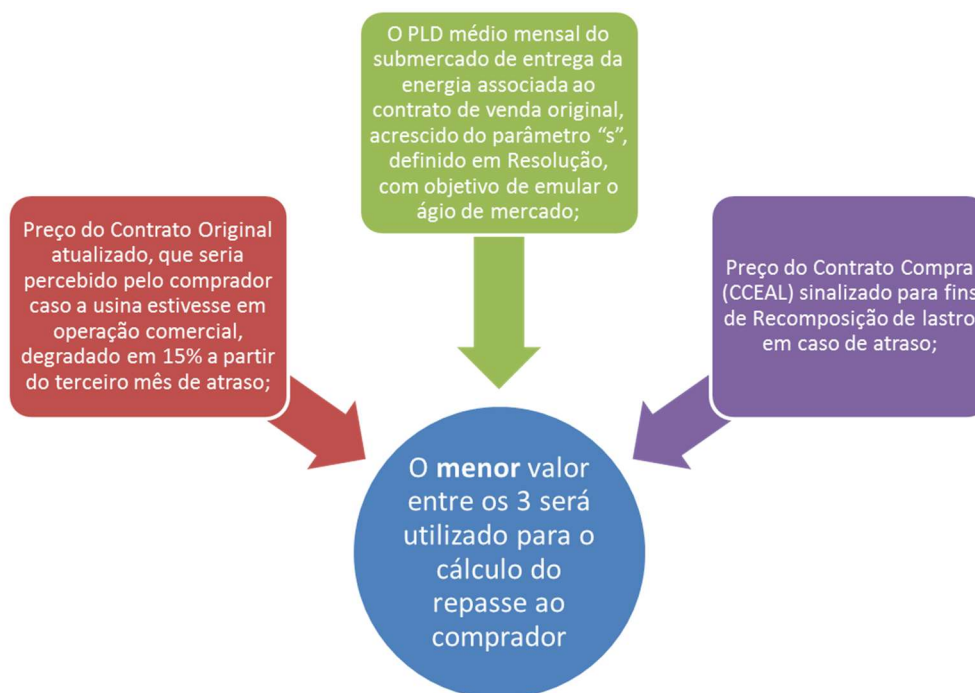 O PLD médio mensal do
submercado de entrega da
energia associada ao
contrato de venda original,
acrescido do parâmetro “s”,
definido em Resolução,
com objetivo de emular o
ágio de mercado;
Preço do Contrato Original
atualizado, que seria
percebido pelo comprador
caso a usina estivesse em
operação comercial,
degradado em 15% a partir
do terceiro mês de atraso;
Preço do Contrato Compra
(CCEAL) sinalizado para fins
de Recomposição de lastro
em caso de atraso;
O menor valor
entre os 3 será
utilizado para o
cálculo do
repasse ao
comprador